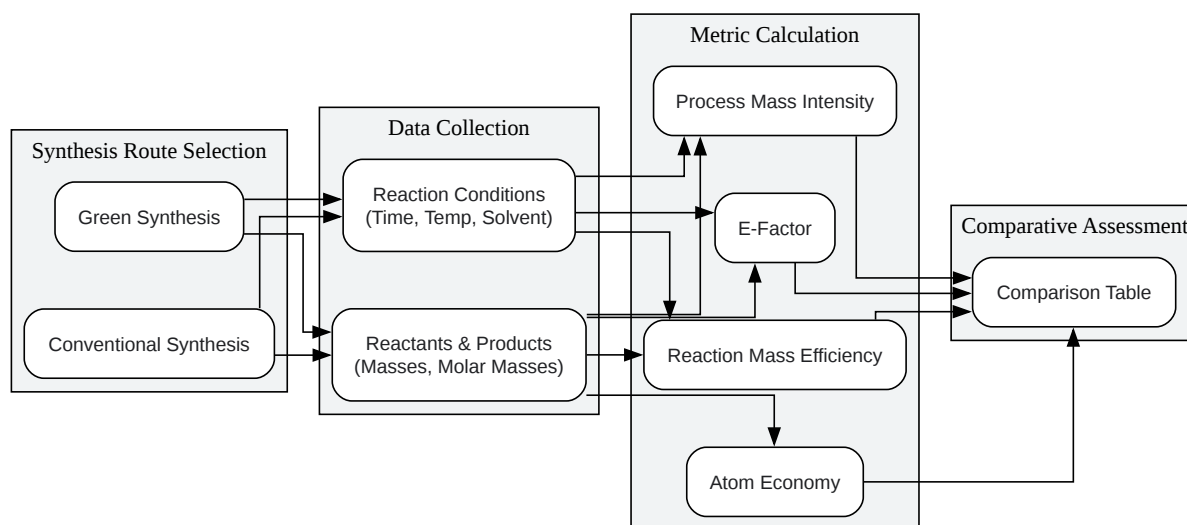 Synthesis Route Selection
Green Synthesis
Conventional Synthesis
Data Collection
Reaction Conditions
(Time, Temp, Solvent)
Reactants & Products
(Masses, Molar Masses)
Metric Calculation
Process Mass Intensity
E-Factor
Reaction Mass Efficiency
Atom Economy
Comparative Assessment
Comparison Table